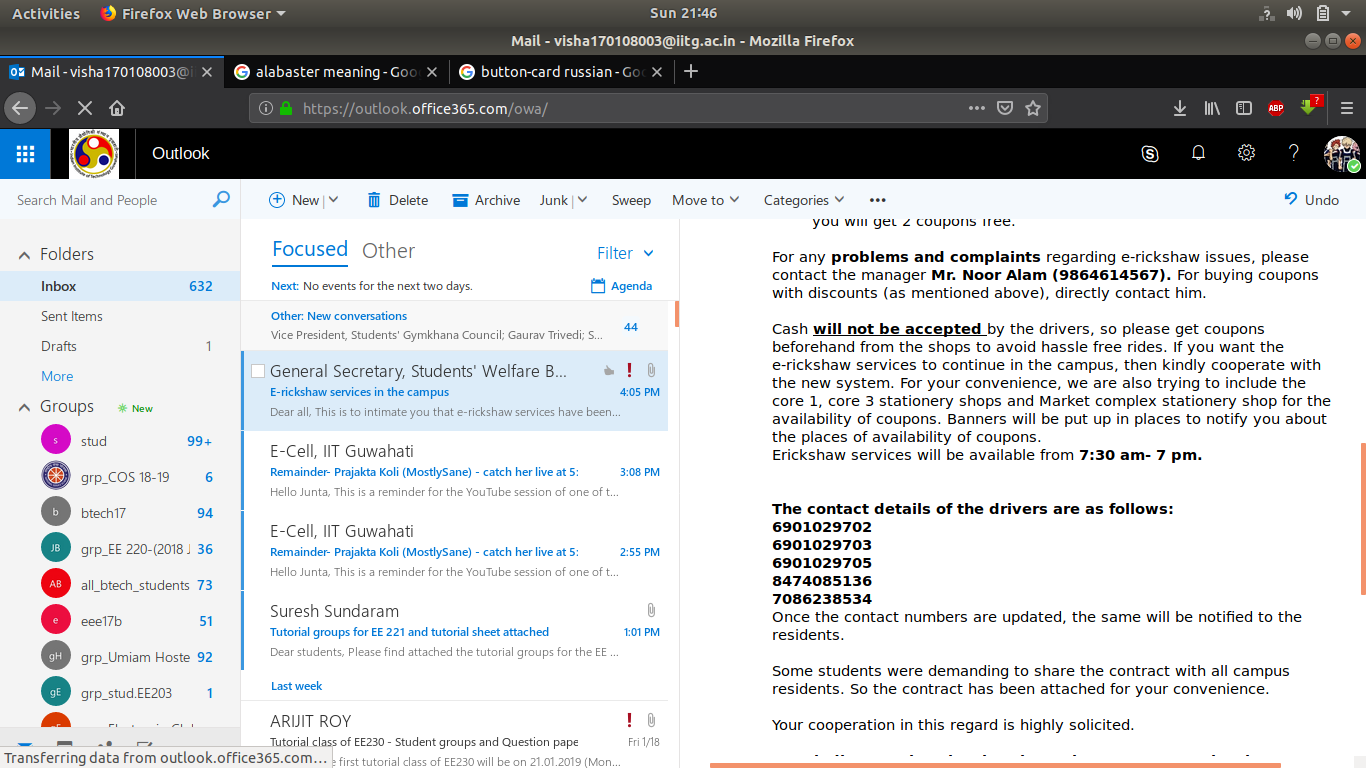 Activities Firefox Web Browser Sun 21:46
Mail - visha170108003@iitg.ac.in - Mozilla Firefox
Mail - visha170108003@i alabaster meaning - Goo button-card russian - Go
https://outlook.office365.com/owa/ ABP ?
Outlook
Search Mail and People New Delete Archive Junk Sweep Move to Categories Undo
Folders
Inbox 632
Sent Items
Drafts 1
More
Groups New
s stud 99+
grp_COS 18-19 6
b btech17 94
JB grp_EE 220-(2018 J 36
AB all_btech_students 73
e eee17b 51
gH grp_Umiam Hoste 92
gE grp_stud.EE203 1
Transferring data from outlook.office365.com…
Focused Other Filter
Next: No events for the next two days. Agenda
Other: New conversations
Vice President, Students' Gymkhana Council; Gaurav Trivedi; S... 44
General Secretary, Students' Welfare B...
E-rickshaw services in the campus 4:05 PM
Dear all, This is to intimate you that e-rickshaw services have been...
E-Cell, IIT Guwahati
Remainder- Prajakta Koli (MostlySane) - catch her live at 5: 3:08 PM
Hello Junta, This is a reminder for the YouTube session of one of t...
E-Cell, IIT Guwahati
Remainder- Prajakta Koli (MostlySane) - catch her live at 5: 2:55 PM
Hello Junta, This is a reminder for the YouTube session of one of t...
Suresh Sundaram
Tutorial groups for EE 221 and tutorial sheet attached 1:01 PM
Dear students, Please find attached the tutorial groups for the EE ...
Last week
ARIJIT ROY
Tutorial class of EE230 - Student groups and Question pape Fri 1/18
e first tutorial class of EE230 will be on 21.01.2019 (Mon...
you will get 2 coupons free.
For any problems and complaints regarding e-rickshaw issues, please
contact the manager Mr. Noor Alam (9864614567). For buying coupons
with discounts (as mentioned above), directly contact him.
Cash will not be accepted by the drivers, so please get coupons
beforehand from the shops to avoid hassle free rides. If you want the
e-rickshaw services to continue in the campus, then kindly cooperate with
the new system. For your convenience, we are also trying to include the
core 1, core 3 stationery shops and Market complex stationery shop for the
availability of coupons. Banners will be put up in places to notify you about
the places of availability of coupons.
Erickshaw services will be available from 7:30 am- 7 pm.
The contact details of the drivers are as follows:
6901029702
6901029703
6901029705
8474085136
7086238534
Once the contact numbers are updated, the same will be notified to the
residents.
Some students were demanding to share the contract with all campus
residents. So the contract has been attached for your convenience.
Your cooperation in this regard is highly solicited.